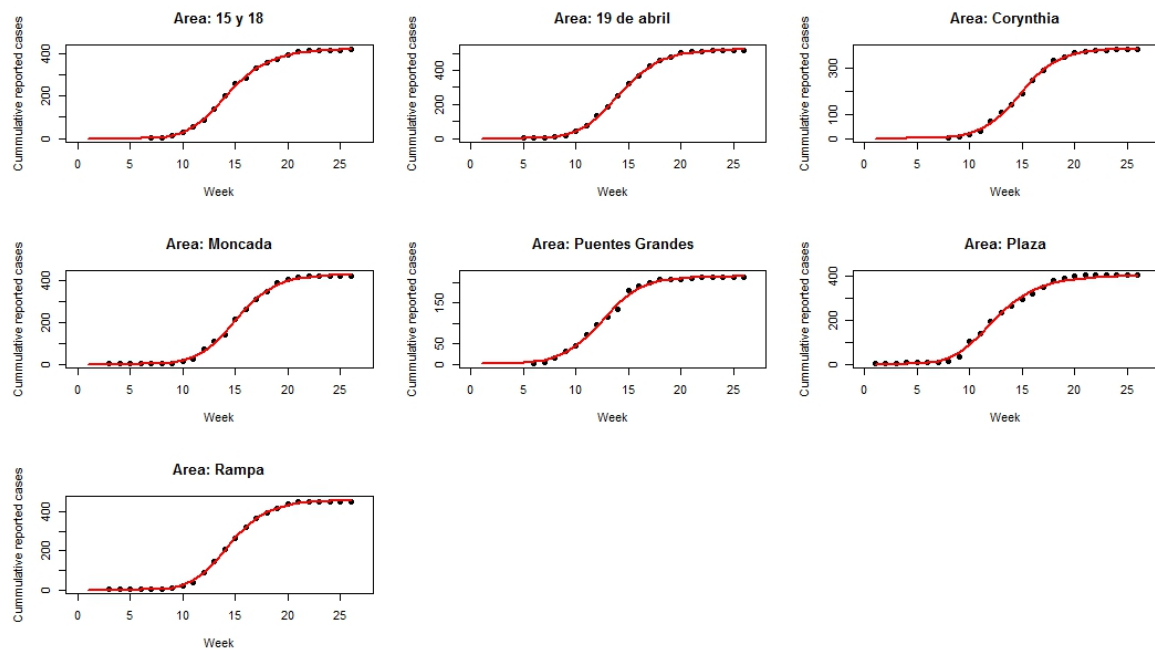 Area: 15 y 18
Cummulative reported cases
0 200 400
0 5 10 15 20 25
Week
Area: 19 de abril
Cummulative reported cases
0 200 400
0 5 10 15 20 25
Week
Area: Corynthia
Cummulative reported cases
0 100 300
0 5 10 15 20 25
Week
Area: Moncada
Cummulative reported cases
0 200 400
0 5 10 15 20 25
Week
Area: Puentes Grandes
Cummulative reported cases
0 50 150
0 5 10 15 20 25
Week
Area: Plaza
Cummulative reported cases
0 100 200 300 400
0 5 10 15 20 25
Week
Area: Rampa
Cummulative reported cases
0 200 400
0 5 10 15 20 25
Week